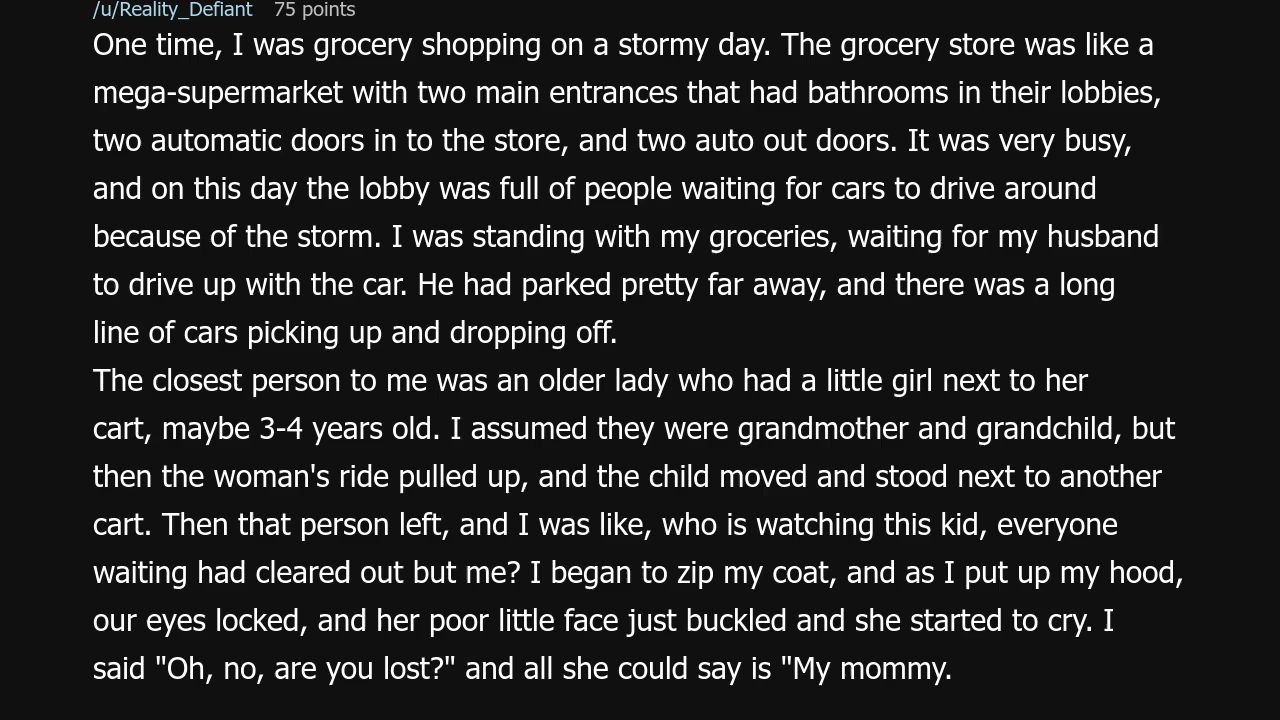 /u/Reality_Defiant 75 points
One time, I was grocery shopping on a stormy day. The grocery store was like a
mega-supermarket with two main entrances that had bathrooms in their lobbies,
two automatic doors in to the store, and two auto out doors. It was very busy,
and on this day the lobby was full of people waiting for cars to drive around
because of the storm. I was standing with my groceries, waiting for my husband
to drive up with the car. He had parked pretty far away, and there was a long
line of cars picking up and dropping off.
The closest person to me was an older lady who had a little girl next to her
cart, maybe 3-4 years old. I assumed they were grandmother and grandchild, but
then the woman's ride pulled up, and the child moved and stood next to another
cart. Then that person left, and I was like, who is watching this kid, everyone
waiting had cleared out but me? I began to zip my coat, and as I put up my hood,
our eyes locked, and her poor little face just buckled and she started to cry. I
said "Oh, no, are you lost?" and all she could say is "My mommy.